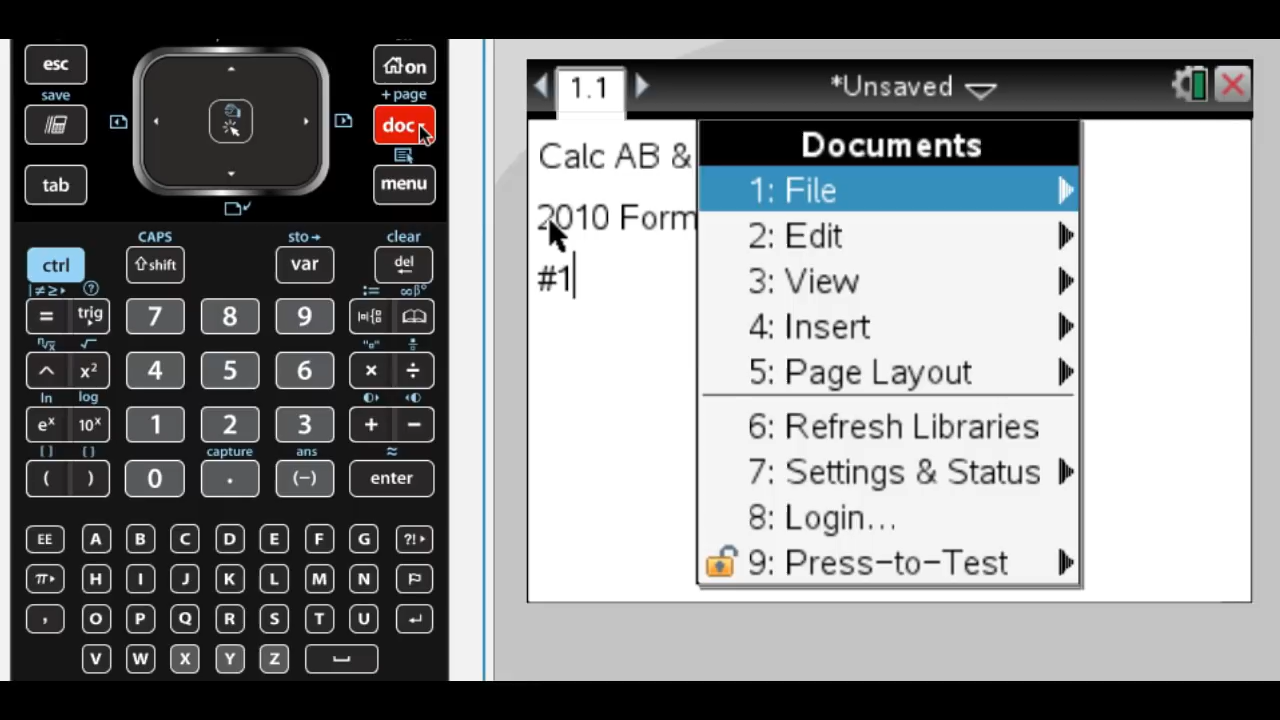 esc
on
save
+ page
doc
tab
menu
CAPS
sto→
clear
ctrl
⇧shift
var
del
|≠≥▸
?
:=
∞β°
=
trig
7
8
9
|▫|{▫
ⁿ√x
√
"▫"
^
x²
4
5
6
×
÷
ln
log
eˣ
10ˣ
1
2
3
+
−
[ ]
{ }
capture
ans
≈
(
)
0
.
(−)
enter
EE
A
B
C
D
E
F
G
?!▸
π▸
H
I
J
K
L
M
N
,
O
P
Q
R
S
T
U
V
W
X
Y
Z
1.1
*Unsaved
Calc AB &
2010 Form
#1
Documents
1: File
2: Edit
3: View
4: Insert
5: Page Layout
6: Refresh Libraries
7: Settings & Status
8: Login...
9: Press-to-Test